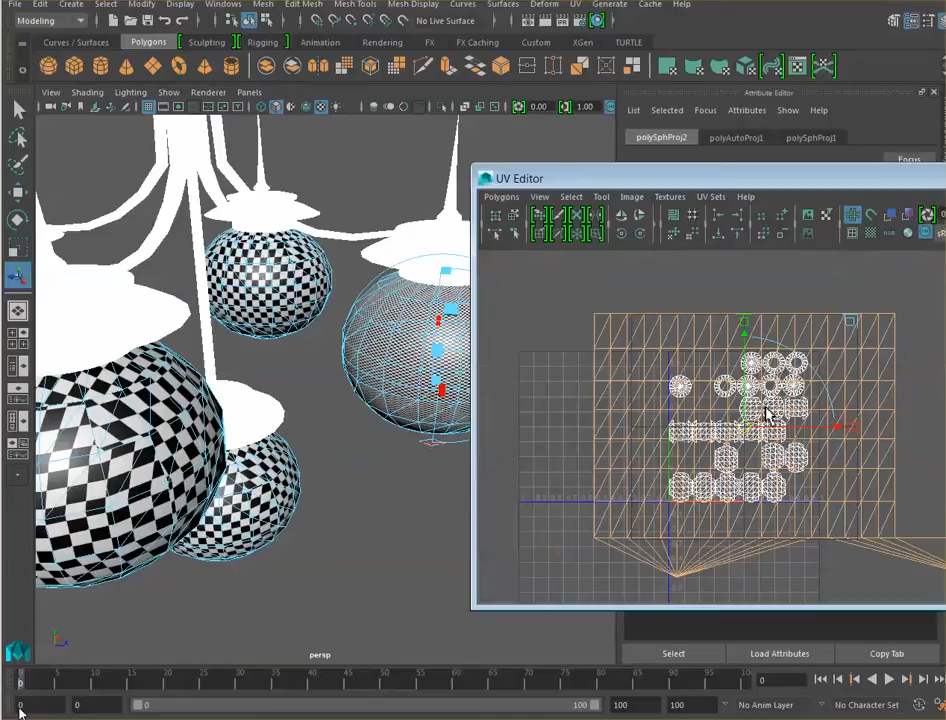 File Edit Create Select Modify Display Windows Mesh Edit Mesh Mesh Tools Mesh Display Curves Surfaces Deform UV Generate Cache Help
Modeling No Live Surface
Curves / Surfaces Polygons Sculpting Rigging Animation Rendering FX FX Caching Custom XGen TURTLE
View Shading Lighting Show Renderer Panels
0.00 1.00
Attribute Editor
List Selected Focus Attributes Show Help
polySphProj2 polyAutoProj1 polySphProj1
Focus
UV Editor
Polygons View Select Tool Image Textures UV Sets Help
persp
Select Load Attributes Copy Tab
0 5 10 15 20 25 30 35 40 45 50 55 60 65 70 75 80 85 90 95 100
0
0 0 0 100 100 100 No Anim Layer No Character Set